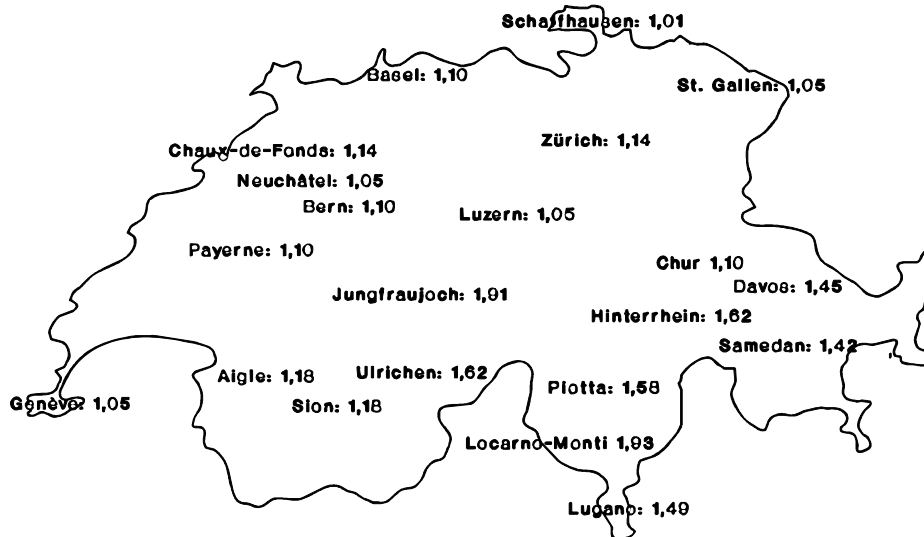 Schaffhausen: 1,01
Basel: 1,10
St. Gallen: 1,05
Zürich: 1,14
Chaux-de-Fonds: 1,14
Neuchâtel: 1,05
Bern: 1,10
Luzern: 1,05
Payerne: 1,10
Chur 1,10
Davos: 1,45
Jungfraujoch: 1,91
Hinterrhein: 1,62
Samedan: 1,42
Aigle: 1,18
Ulrichen: 1,62
Piotta: 1,58
Genève: 1,05
Sion: 1,18
Locarno-Monti 1,93
Lugano: 1,49